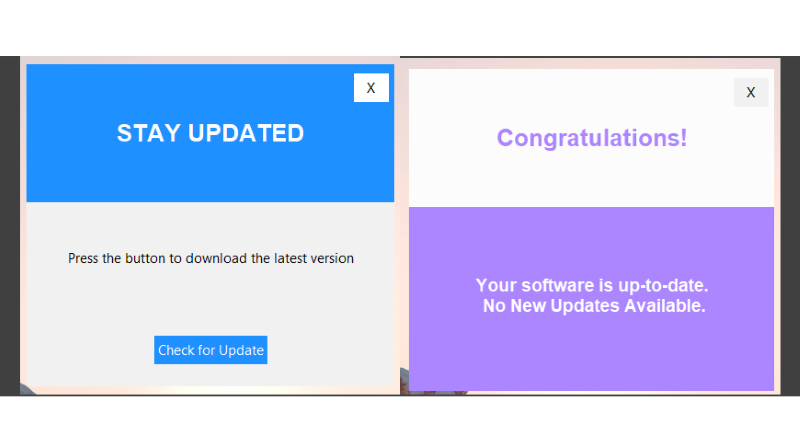 X
STAY UPDATED
Press the button to download the latest version
Check for Update
X
Congratulations!
Your software is up-to-date.
No New Updates Available.